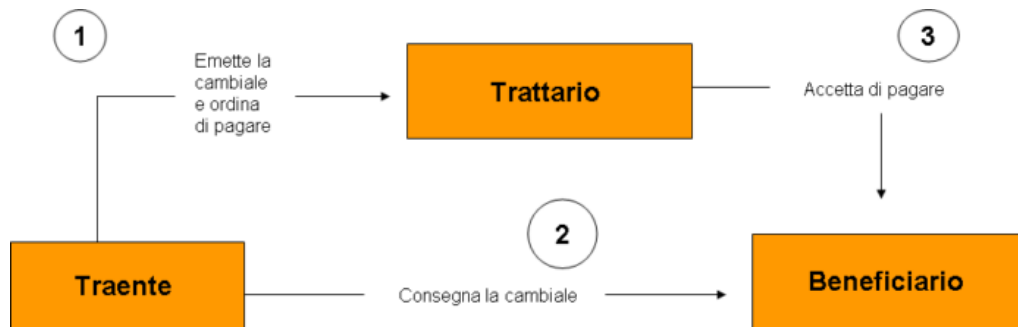 1
Emette la
cambiale
e ordina
di pagare
Trattario
3
Accetta di pagare
2
Traente
Consegna la cambiale
Beneficiario